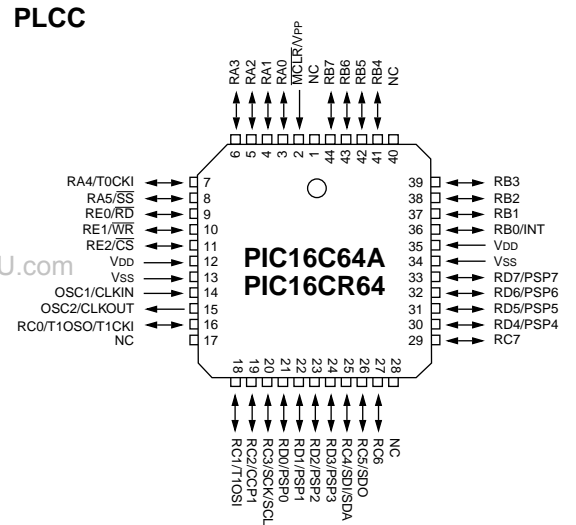 PLCC
RA3
RA2
RA1
RA0
MCLR/VPP
NC
RB7
RB6
RB5
RB4
NC
6
5
4
3
2
1
44
43
42
41
40
RA4/T0CKI 7
RA5/SS 8
RE0/RD 9
RE1/WR 10
RE2/CS 11
VDD 12
VSS 13
OSC1/CLKIN 14
OSC2/CLKOUT 15
RC0/T1OSO/T1CKI 16
NC 17
U.com
PIC16C64A
PIC16CR64
39 RB3
38 RB2
37 RB1
36 RB0/INT
35 VDD
34 VSS
33 RD7/PSP7
32 RD6/PSP6
31 RD5/PSP5
30 RD4/PSP4
29 RC7
18
19
20
21
22
23
24
25
26
27
28
RC1/T1OSI
RC2/CCP1
RC3/SCK/SCL
RD0/PSP0
RD1/PSP1
RD2/PSP2
RD3/PSP3
RC4/SDI/SDA
RC5/SDO
RC6
NC